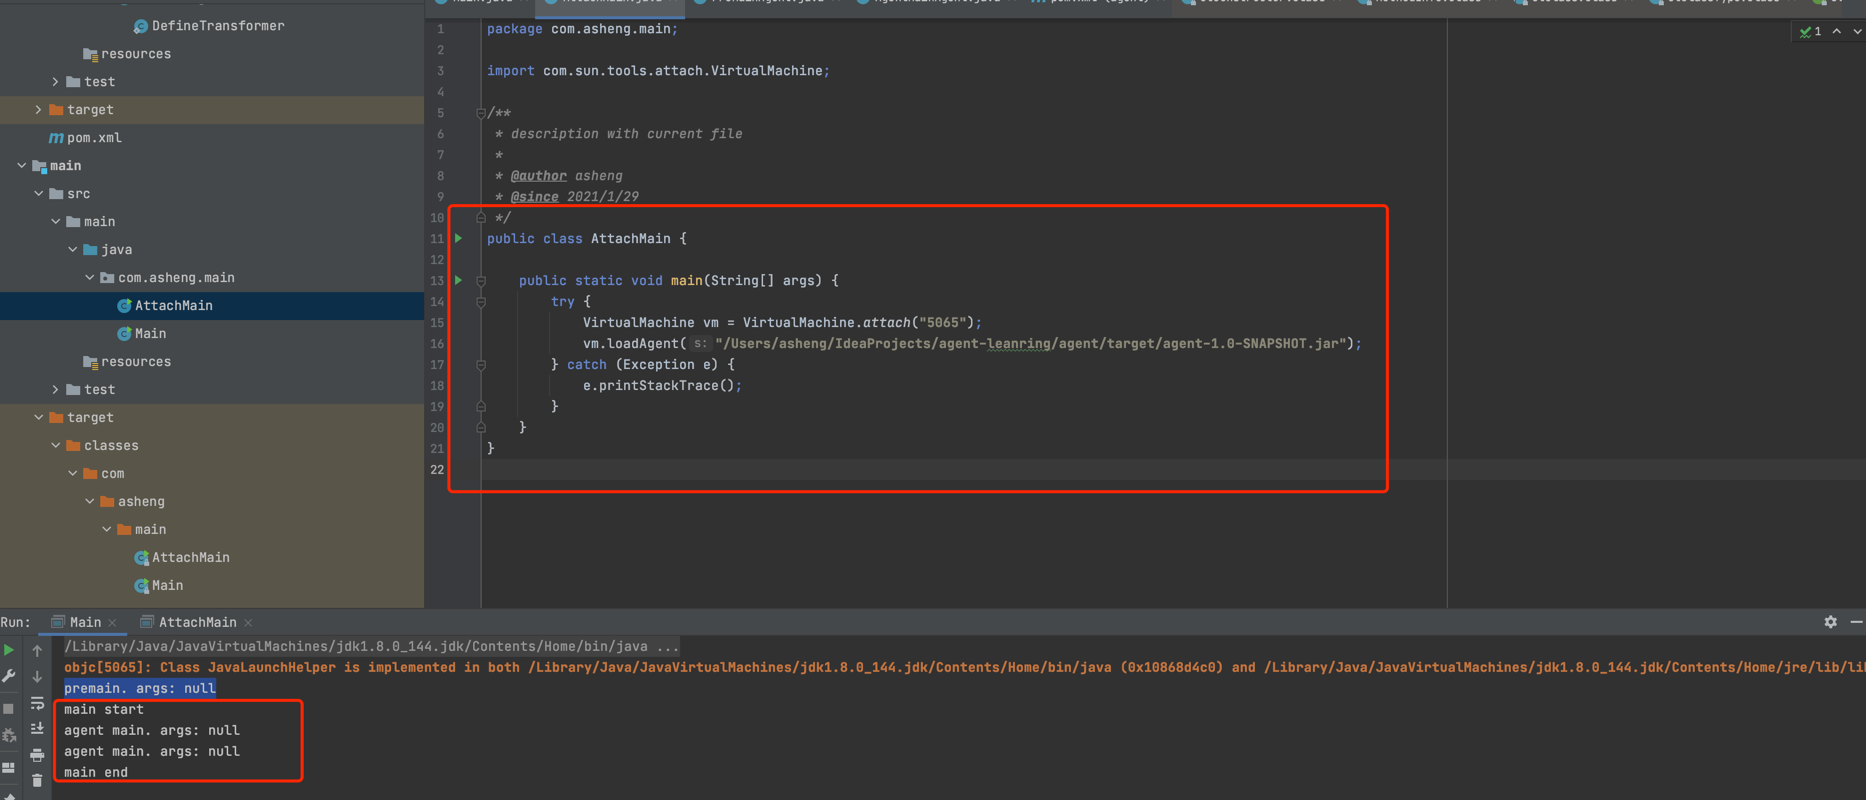 DefineTransformer
resources
test
target
pom.xml
main
src
main
java
com.asheng.main
AttachMain
Main
resources
test
target
classes
com
asheng
main
AttachMain
Main
1 package com.asheng.main;
2
3 import com.sun.tools.attach.VirtualMachine;
4
5 /**
6 * description with current file
7 *
8 * @author asheng
9 * @since 2021/1/29
10 */
11 public class AttachMain {
12
13 public static void main(String[] args) {
14 try {
15 VirtualMachine vm = VirtualMachine.attach("5065");
16 vm.loadAgent( s: "/Users/asheng/IdeaProjects/agent-leanring/agent/target/agent-1.0-SNAPSHOT.jar");
17 } catch (Exception e) {
18 e.printStackTrace();
19 }
20 }
21 }
22
1
Run: Main AttachMain
/Library/Java/JavaVirtualMachines/jdk1.8.0_144.jdk/Contents/Home/bin/java ...
objc[5065]: Class JavaLaunchHelper is implemented in both /Library/Java/JavaVirtualMachines/jdk1.8.0_144.jdk/Contents/Home/bin/java (0x10868d4c0) and /Library/Java/JavaVirtualMachines/jdk1.8.0_144.jdk/Contents/Home/jre/lib/li
premain. args: null
main start
agent main. args: null
agent main. args: null
main end